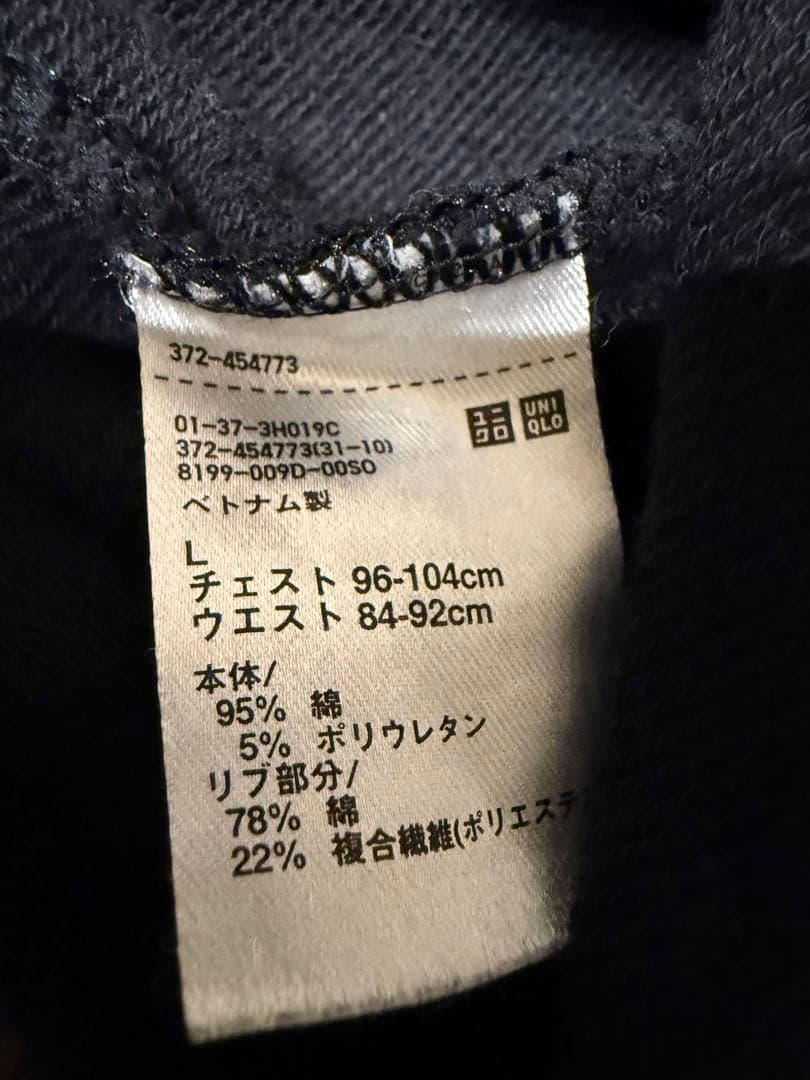 372-454773
01-37-3H019C
372-454773(31-10)
8199-009D-00SO
ユニクロ
UNIQLO
ベトナム製
L
チェスト 96-104cm
ウエスト 84-92cm
本体/
95% 綿
5% ポリウレタン
リブ部分/
78% 綿
22% 複合繊維(ポリエステ